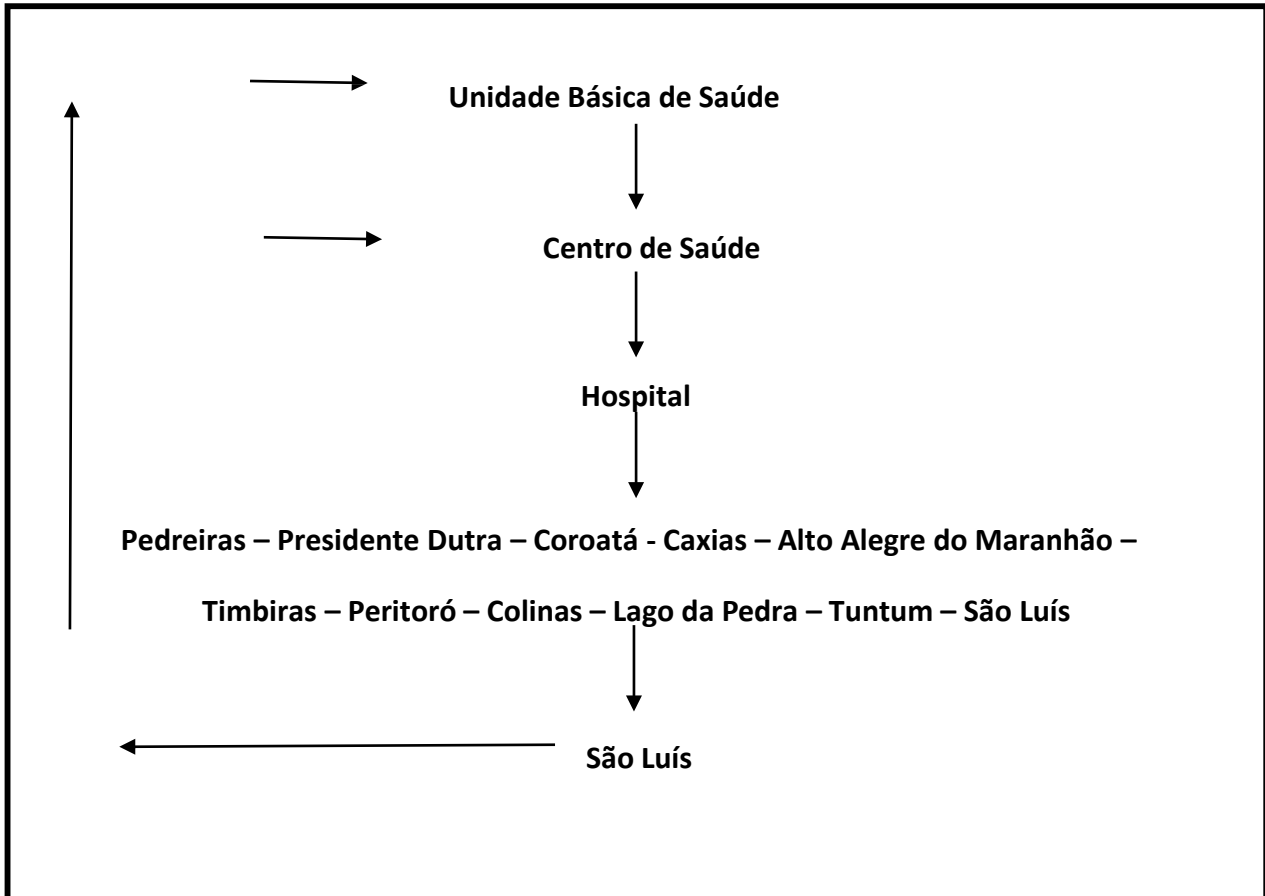 Unidade Básica de Saúde
Centro de Saúde
Hospital
Pedreiras – Presidente Dutra – Coroatá - Caxias – Alto Alegre do Maranhão –
Timbiras – Peritoró – Colinas – Lago da Pedra – Tuntum – São Luís
São Luís